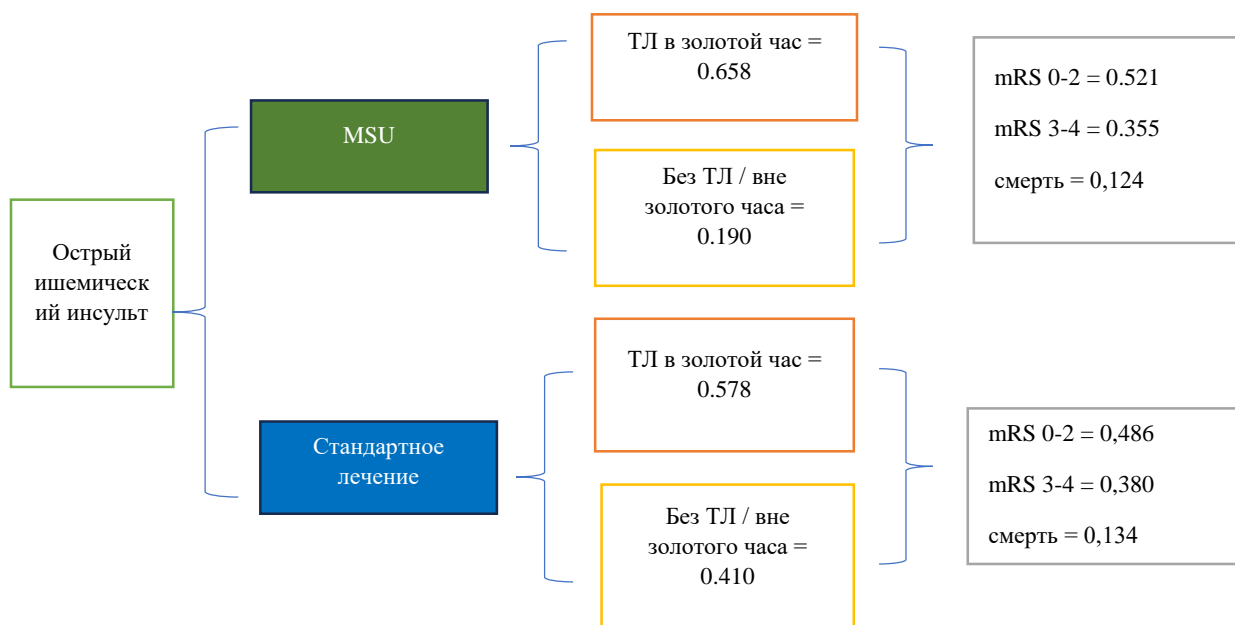 Острый
ишемическ
ий инсульт
MSU
ТЛ в золотой час =
0.658
Без ТЛ / вне
золотого часа =
0.190
mRS 0-2 = 0.521
mRS 3-4 = 0.355
смерть = 0,124
Стандартное
лечение
ТЛ в золотой час =
0.578
Без ТЛ / вне
золотого часа =
0.410
mRS 0-2 = 0,486
mRS 3-4 = 0,380
смерть = 0,134